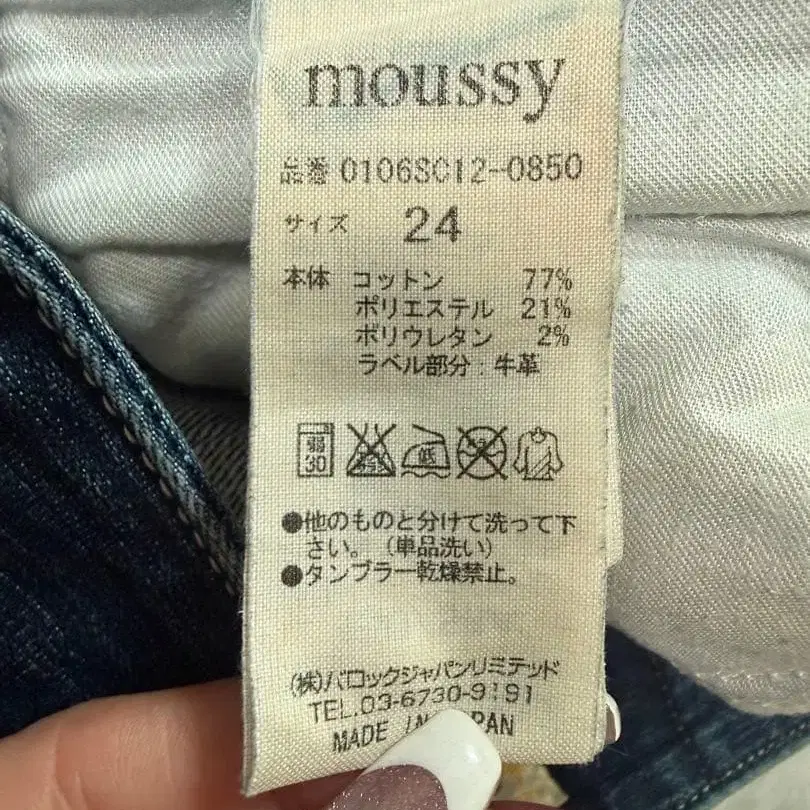 moussy
品番 0106SC12-0850
サイズ 24
本体 コットン 77%
ポリエステル 21%
ポリウレタン 2%
ラベル部分：牛革
弱 30 低
●他のものと分けて洗って下
さい。（単品洗い）
●タンブラー乾燥禁止。
(株)バロックジャパンリミテッド
TEL.03-6730-9191
MADE